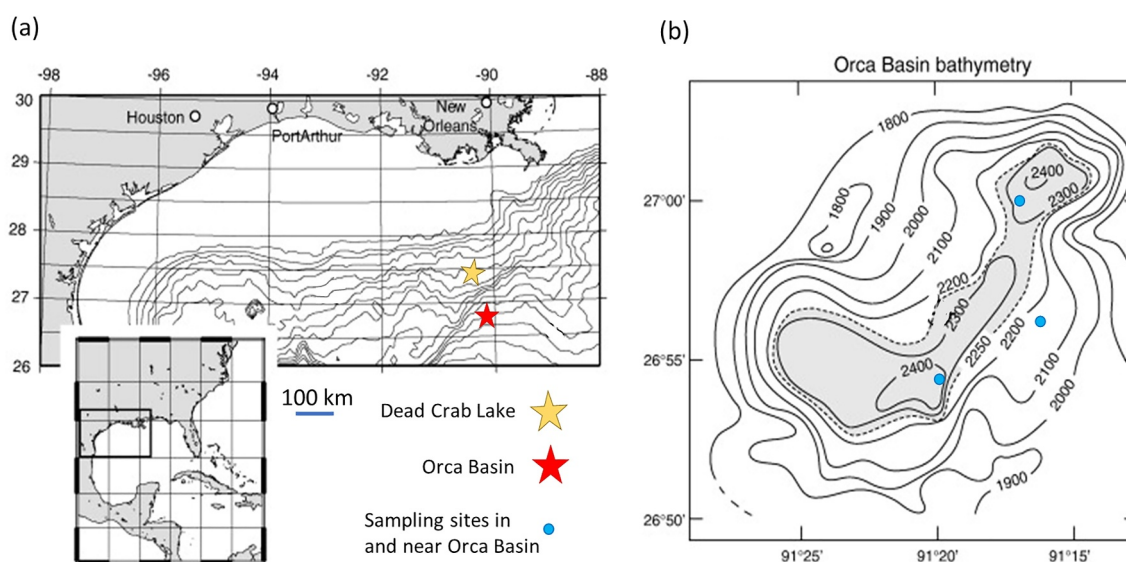 (a)
-98 -96 -94 -92 -90 -88
30
29
28
27
26
Houston
PortArthur
New
Orleans
100 km
Dead Crab Lake
Orca Basin
Sampling sites in
and near Orca Basin
(b)
Orca Basin bathymetry
27°00'
26°55'
26°50'
91°25' 91°20' 91°15'
1800
1800
1900
2000
2100
2200
2300
2400
2300
2400
2250
2200
2100
2000
1900